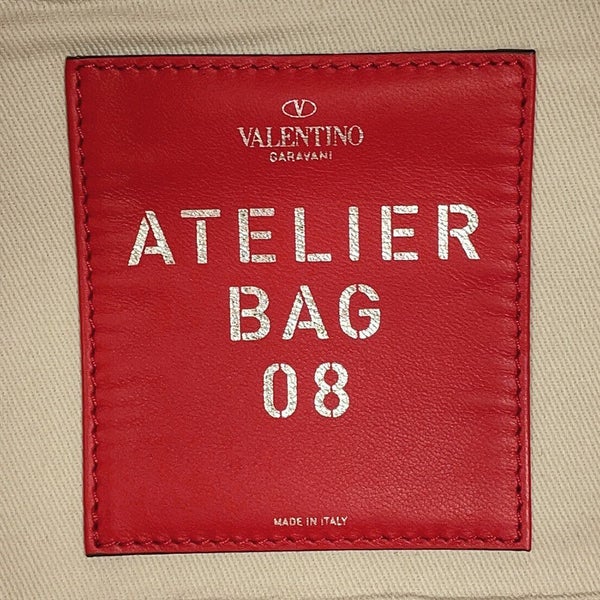 V
VALENTINO
GARAVANI
ATELIER
BAG
08
MADE IN ITALY